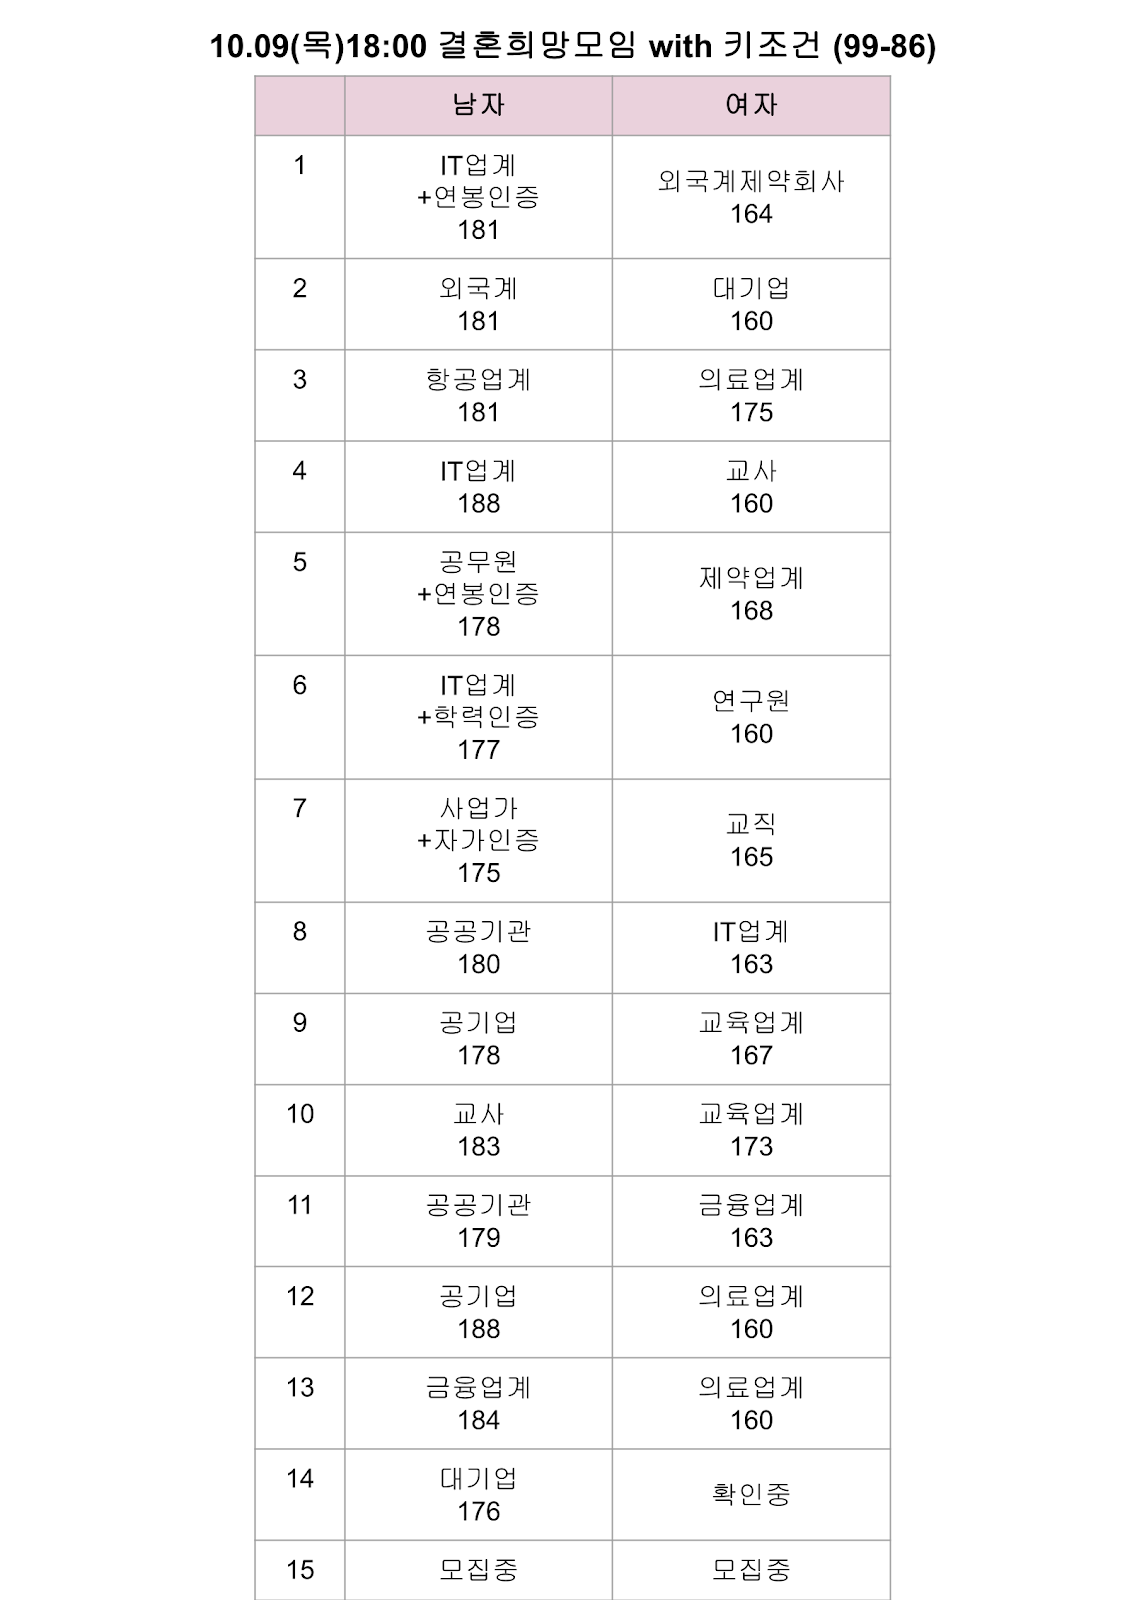 10.09(목)18:00 결혼희망모임 with 키조건 (99-86)
남자 여자
1
IT업계
+연봉인증
181
외국계제약회사
164
2
외국계
181
대기업
160
3
항공업계
181
의료업계
175
4
IT업계
188
교사
160
5
공무원
+연봉인증
178
제약업계
168
6
IT업계
+학력인증
177
연구원
160
7
사업가
+자가인증
175
교직
165
8
공공기관
180
IT업계
163
9
공기업
178
교육업계
167
10
교사
183
교육업계
173
11
공공기관
179
금융업계
163
12
공기업
188
의료업계
160
13
금융업계
184
의료업계
160
14
대기업
176
확인중
15
모집중
모집중